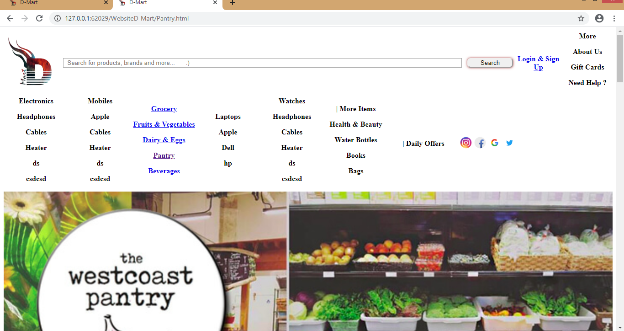 D-Mart
D-Mart
127.0.0.1:62029/WebsiteD-Mart/Pantry.html
More
About Us
Gift Cards
Need Help ?
D
Mart
Search for products, brands and more... :)
Search
Login & Sign
Up
Electronics
Headphones
Cables
Heater
ds
csdcsd
Mobiles
Apple
Cables
Heater
ds
csdcsd
Grocery
Fruits & Vegetables
Dairy & Eggs
Pantry
Beverages
Laptops
Apple
Dell
hp
Watches
Headphones
Cables
Heater
ds
csdcsd
| More Items
Health & Beauty
Water Bottles
Books
Bags
| Daily Offers
the
westcoast
pantry